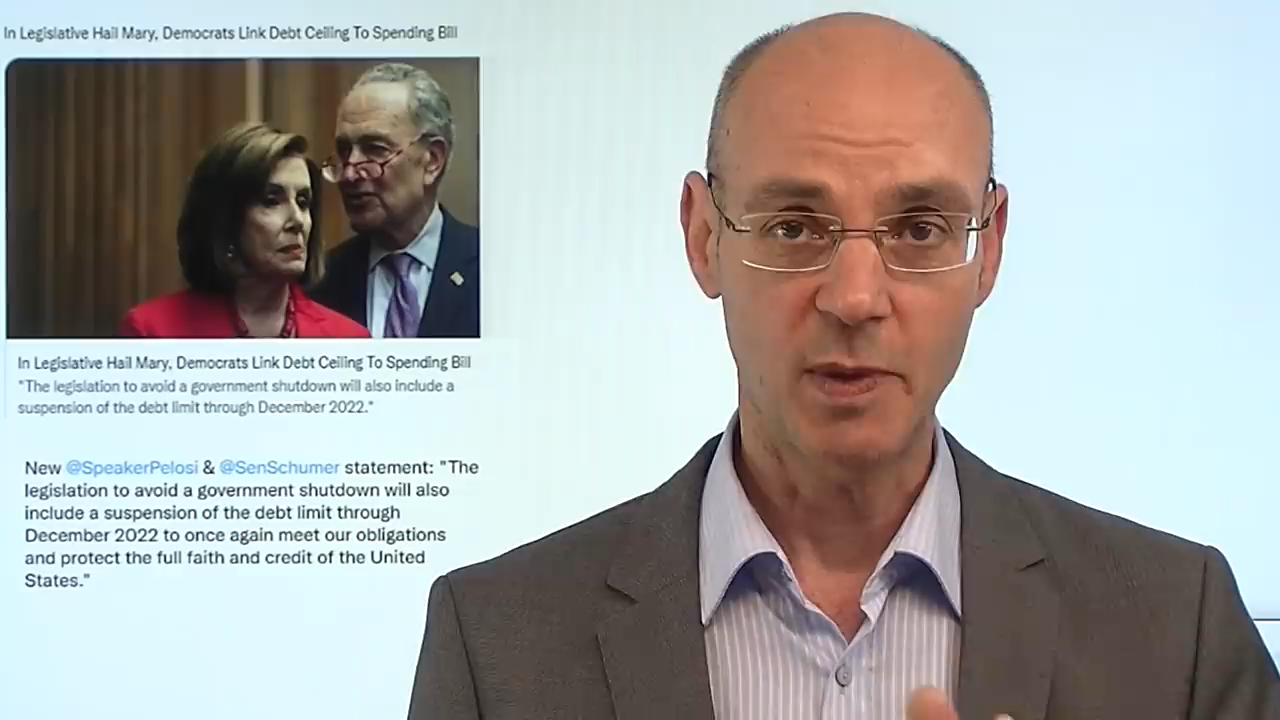 In Legislative Hail Mary, Democrats Link Debt Ceiling To Spending Bill
In Legislative Hail Mary, Democrats Link Debt Ceiling To Spending Bill
"The legislation to avoid a government shutdown will also include a
suspension of the debt limit through December 2022."
New @SpeakerPelosi & @SenSchumer statement: "The
legislation to avoid a government shutdown will also
include a suspension of the debt limit through
December 2022 to once again meet our obligations
and protect the full faith and credit of the United
States."